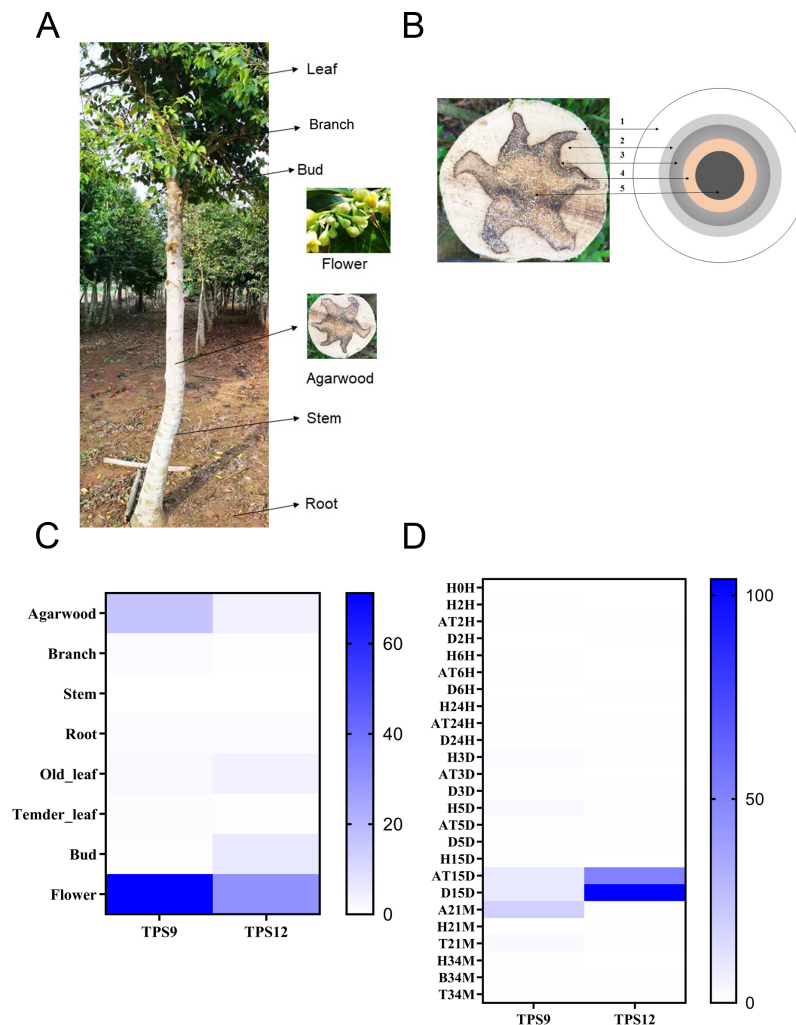 A
Leaf
Branch
Bud
Flower
Agarwood
Stem
Root
B
1
2
3
4
5
C
Agarwood
Branch
Stem
Root
Old_leaf
Temder_leaf
Bud
Flower
TPS9 TPS12
60
40
20
0
D
H0H
H2H
AT2H
D2H
H6H
AT6H
D6H
H24H
AT24H
D24H
H3D
AT3D
D3D
H5D
AT5D
D5D
H15D
AT15D
D15D
A21M
H21M
T21M
H34M
B34M
T34M
TPS9 TPS12
100
50
0